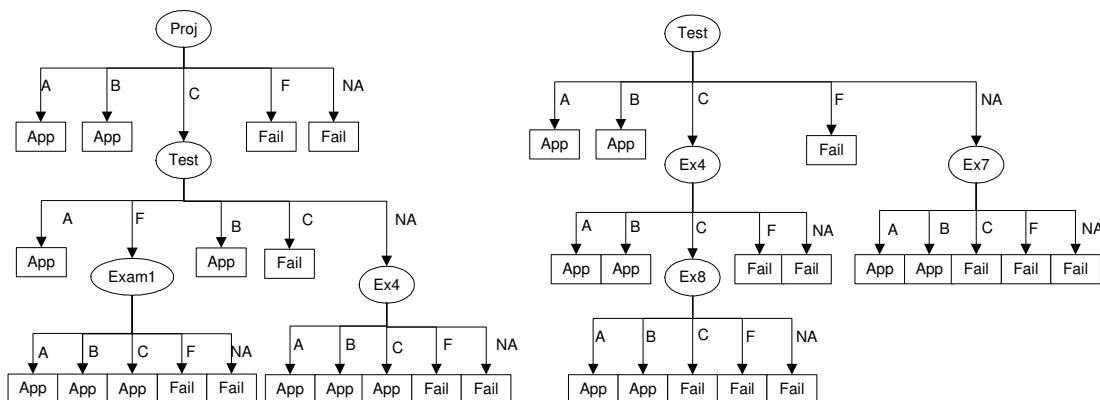 Proj
A B C F NA
App App Fail Fail
Test
A F B C NA
App App Fail
Exam1 Ex4
A B C F NA A B C F NA
App App App Fail Fail App App App Fail Fail
Test
A B C F NA
App App Fail
Ex4 Ex7
A B C F NA A B C F NA
App App Fail Fail App App Fail Fail Fail
Ex8
A B C F NA
App App Fail Fail Fail